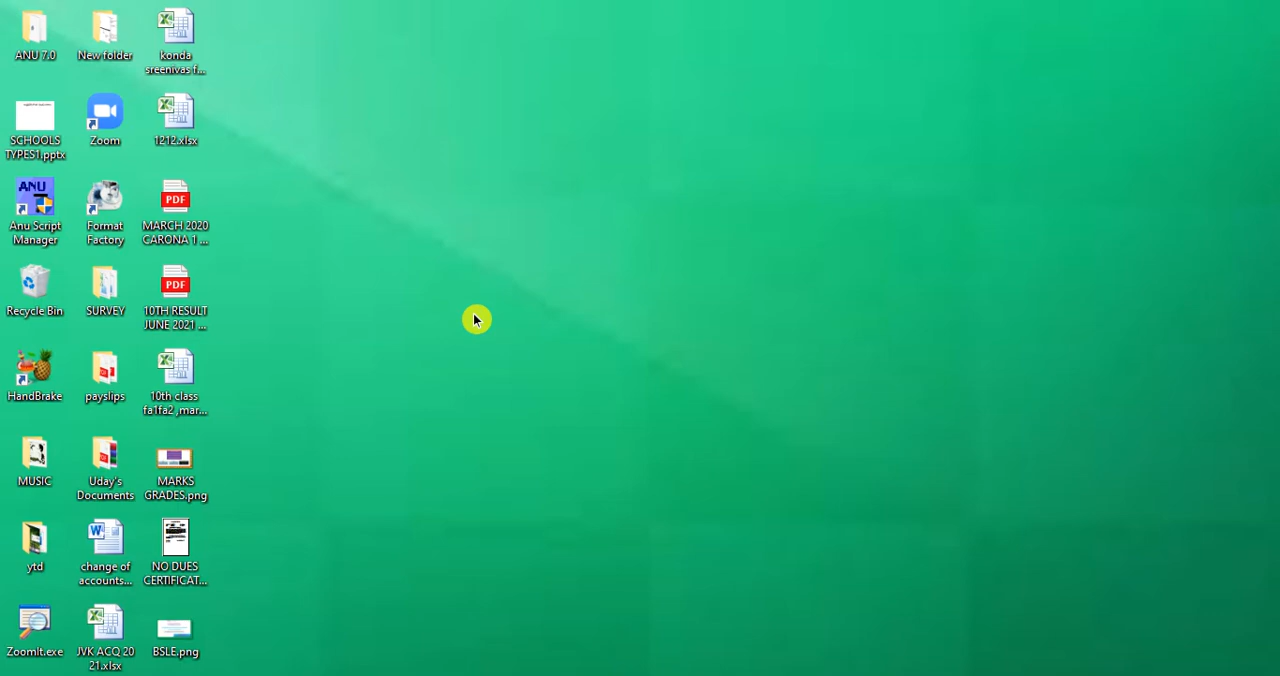 ANU 7.0
New folder
konda
sreenivas f...
SCHOOLS
TYPES1.pptx
Zoom
1212.xlsx
ANU
Anu Script
Manager
Format
Factory
PDF
MARCH 2020
CARONA 1 ...
Recycle Bin
SURVEY
PDF
10TH RESULT
JUNE 2021 ...
HandBrake
payslips
10th class
fa1fa2 ,mar...
MUSIC
Uday's
Documents
MARKS
GRADES.png
ytd
change of
accounts...
NO DUES
CERTIFICAT...
ZoomIt.exe
JVK ACQ 20
21.xlsx
BSLE.png